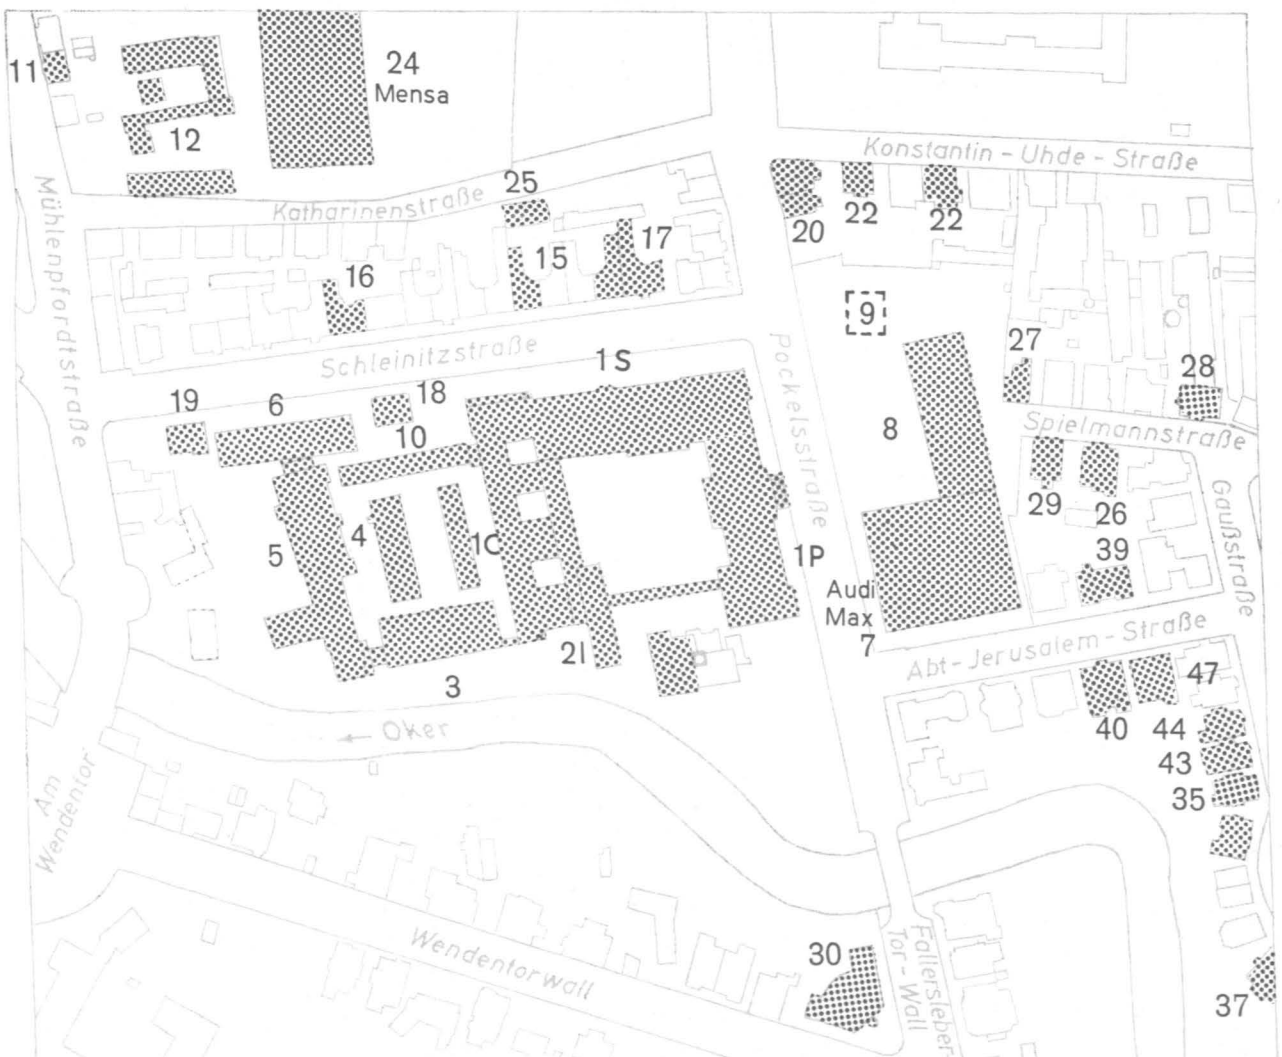 11
24
Mensa
12
Konstantin - Uhde - Straße
Mühlenpfordtstraße
Katharinenstraße
25
20
22
22
16
15
17
9
Schleinitzstraße
1S
Pockelsstraße
27
28
19
6
18
10
8
Spielmannstraße
5
4
1C
29
26
Gaußstraße
39
1P
Audi
Max
7
21
Abt-Jerusalem-Straße
3
47
Oker
40
44
43
35
Am
Wendentor
Wendentorwall
30
Fallersleber-
Tor-Wall
37